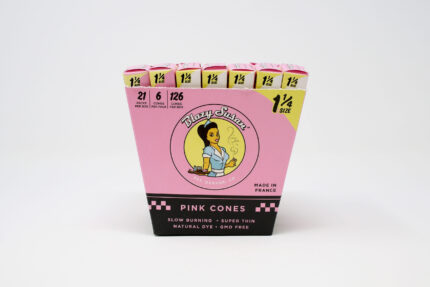 1¼ 1¼ 1¼ 1¼ 1¼ 1¼ 1¼
21 6 126
1¼
SIZE
Blazy Susan
MADE IN
FRANCE
PINK CONES
SLOW BURNING • SUPER THIN
NATURAL DYE • GMO FREE